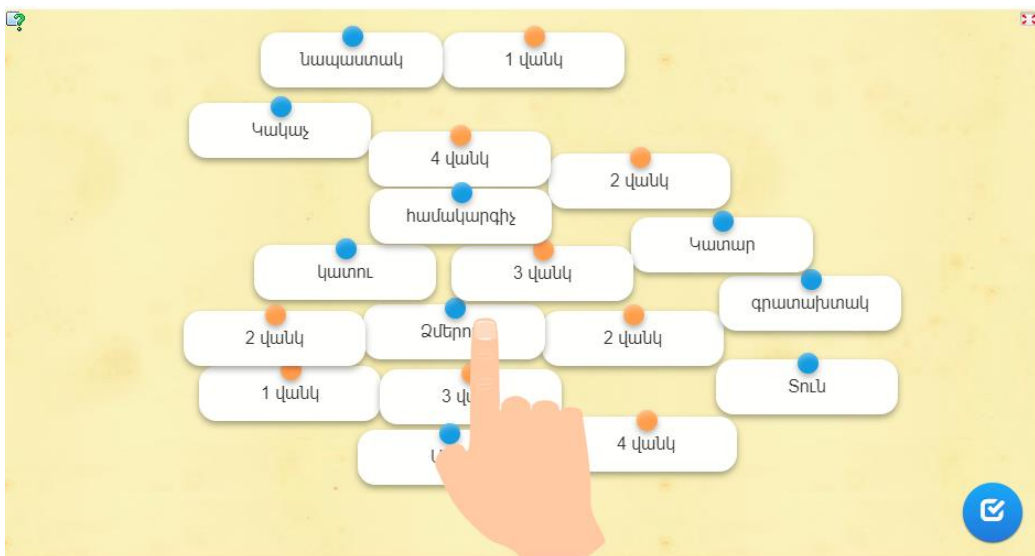 նապաստակ
1 վանկ
Կակաչ
4 վանկ
2 վանկ
համակարգիչ
Կատար
կատու
3 վանկ
գրատախտակ
2 վանկ
2 վանկ
1 վանկ
Տուն
4 վանկ